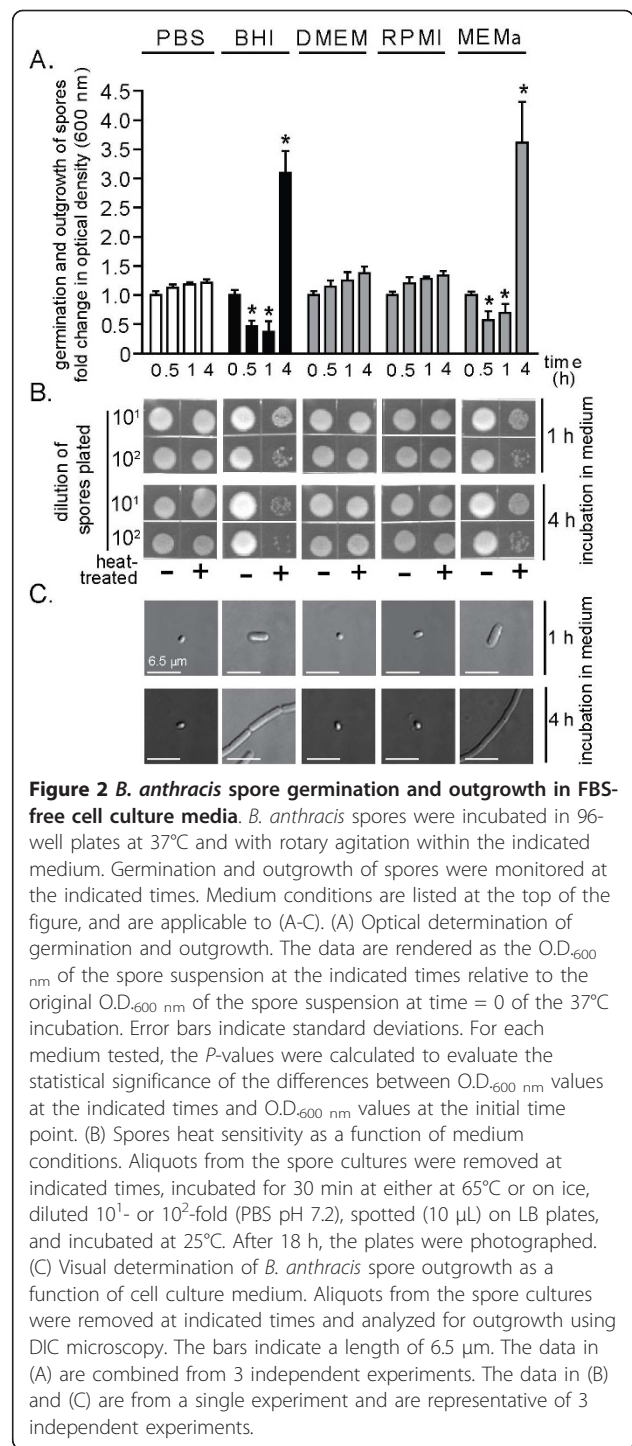 PBS BHI DMEM RPMI MEMa
A.
germination and outgrowth of spores
fold change in optical density (600 nm)
4.5
4.0
3.5
3.0
2.5
2.0
1.5
1.0
0.5
0
* * * * * *
0 .5 1 4 0 .5 1 4 0 .5 1 4 0 .5 1 4 0 .5 1 4 time (h)
B.
dilution of
spores plated
10¹
10²
10¹
10²
1 h
4 h
incubation in medium
heat-
treated
– + – + – + – + – +
C.
6.5 µm
1 h
4 h
incubation in medium
Figure 2 B. anthracis spore germination and outgrowth in FBS-
free cell culture media. B. anthracis spores were incubated in 96-
well plates at 37°C and with rotary agitation within the indicated
medium. Germination and outgrowth of spores were monitored at
the indicated times. Medium conditions are listed at the top of the
figure, and are applicable to (A-C). (A) Optical determination of
germination and outgrowth. The data are rendered as the O.D.600
nm of the spore suspension at the indicated times relative to the
original O.D.600 nm of the spore suspension at time = 0 of the 37°C
incubation. Error bars indicate standard deviations. For each
medium tested, the P-values were calculated to evaluate the
statistical significance of the differences between O.D.600 nm values
at the indicated times and O.D.600 nm values at the initial time
point. (B) Spores heat sensitivity as a function of medium
conditions. Aliquots from the spore cultures were removed at
indicated times, incubated for 30 min at either at 65°C or on ice,
diluted 10¹- or 10²-fold (PBS pH 7.2), spotted (10 µL) on LB plates,
and incubated at 25°C. After 18 h, the plates were photographed.
(C) Visual determination of B. anthracis spore outgrowth as a
function of cell culture medium. Aliquots from the spore cultures
were removed at indicated times and analyzed for outgrowth using
DIC microscopy. The bars indicate a length of 6.5 µm. The data in
(A) are combined from 3 independent experiments. The data in (B)
and (C) are from a single experiment and are representative of 3
independent experiments.